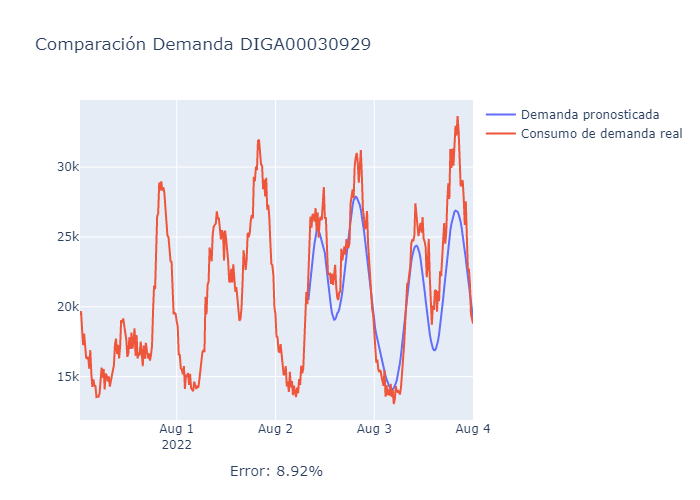 Comparación Demanda DIGA00030929
Demanda pronosticada
Consumo de demanda real
30k
25k
20k
15k
Aug 1
2022
Aug 2
Aug 3
Aug 4
Error: 8.92%